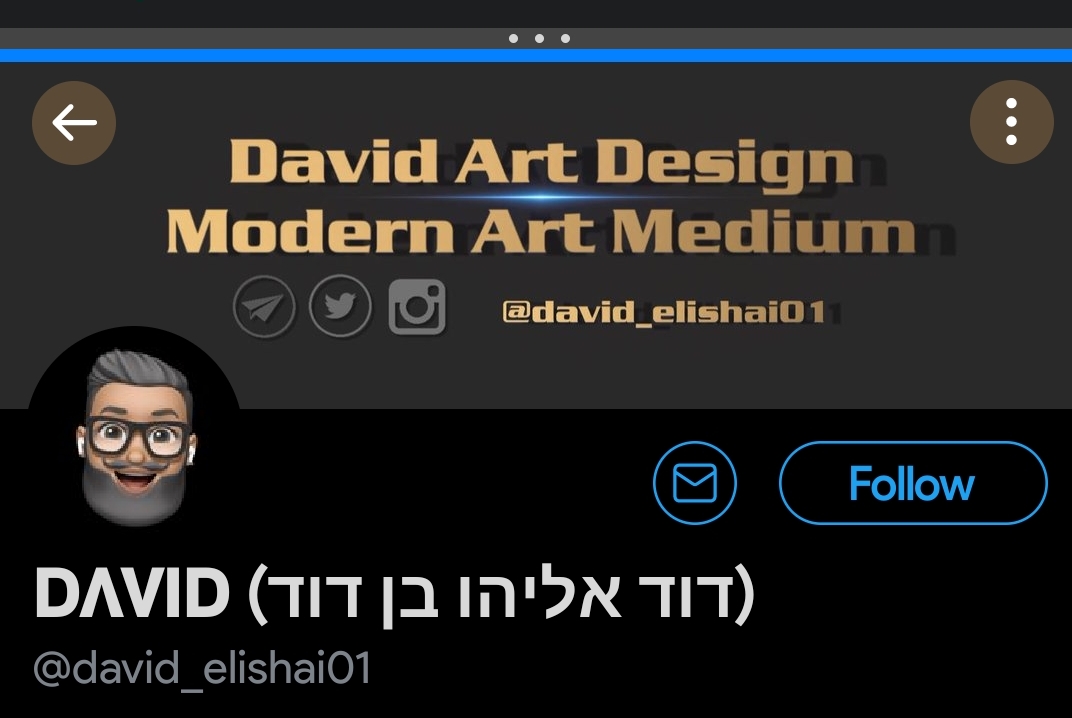 David Art Design
Modern Art Medium
@david_elishai01
Follow
DΛVID (דוד אליהו בן דוד)
@david_elishai01